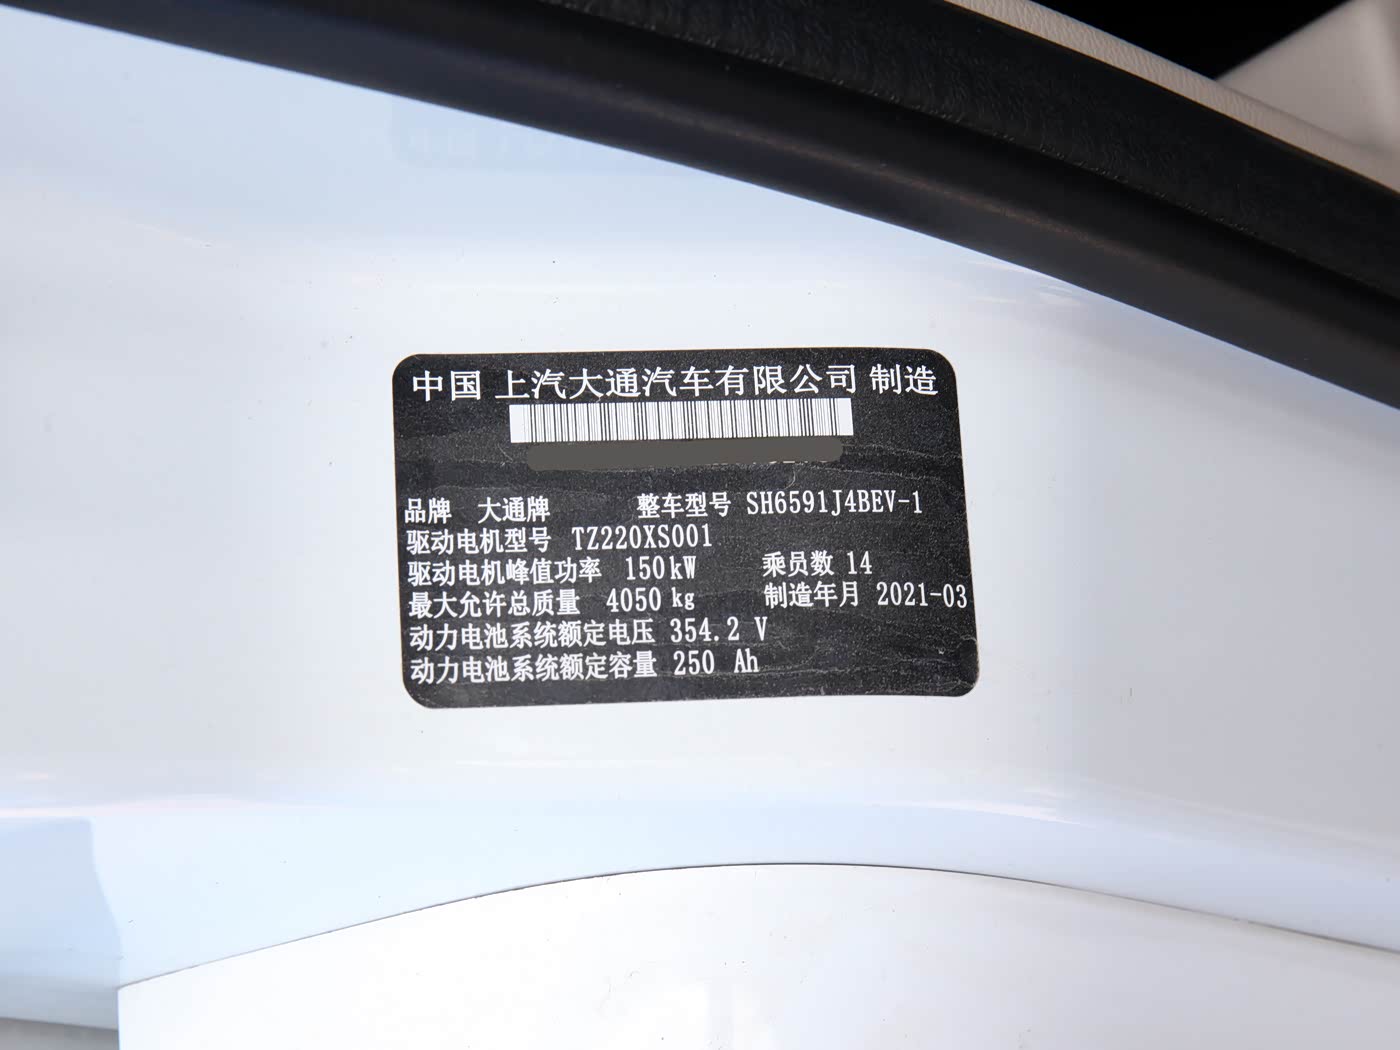 中国 上汽大通汽车有限公司 制造
品牌 大通牌 整车型号 SH6591J4BEV-1
驱动电机型号 TZ220XS001
驱动电机峰值功率 150kW 乘员数 14
最大允许总质量 4050 kg 制造年月 2021-03
动力电池系统额定电压 354.2 V
动力电池系统额定容量 250 Ah